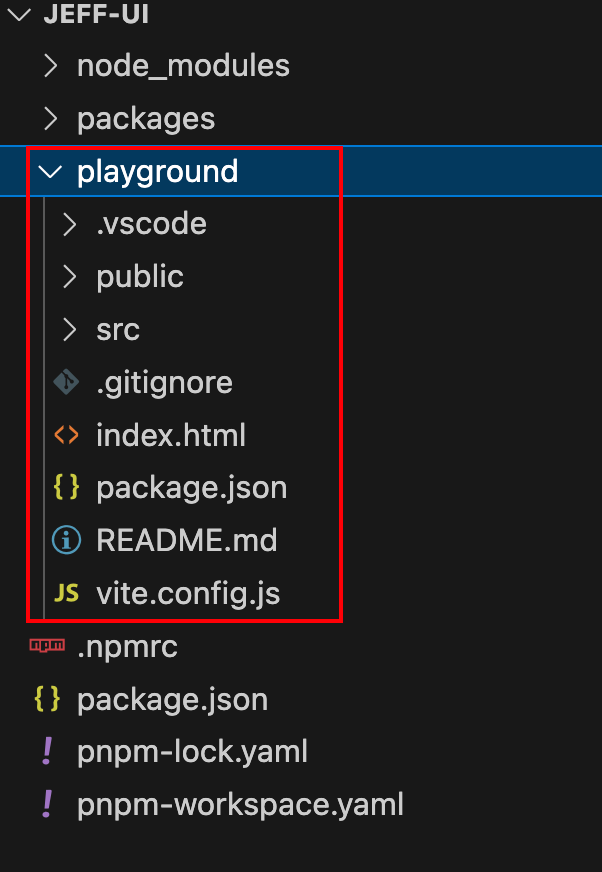 JEFF-UI
node_modules
packages
playground
.vscode
public
src
.gitignore
index.html
package.json
README.md
JS vite.config.js
.npmrc
package.json
pnpm-lock.yaml
pnpm-workspace.yaml